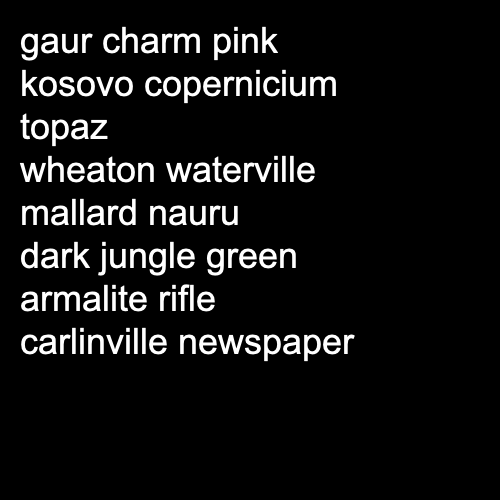 gaur charm pink
kosovo copernicium
topaz
wheaton waterville
mallard nauru
dark jungle green
armalite rifle
carlinville newspaper